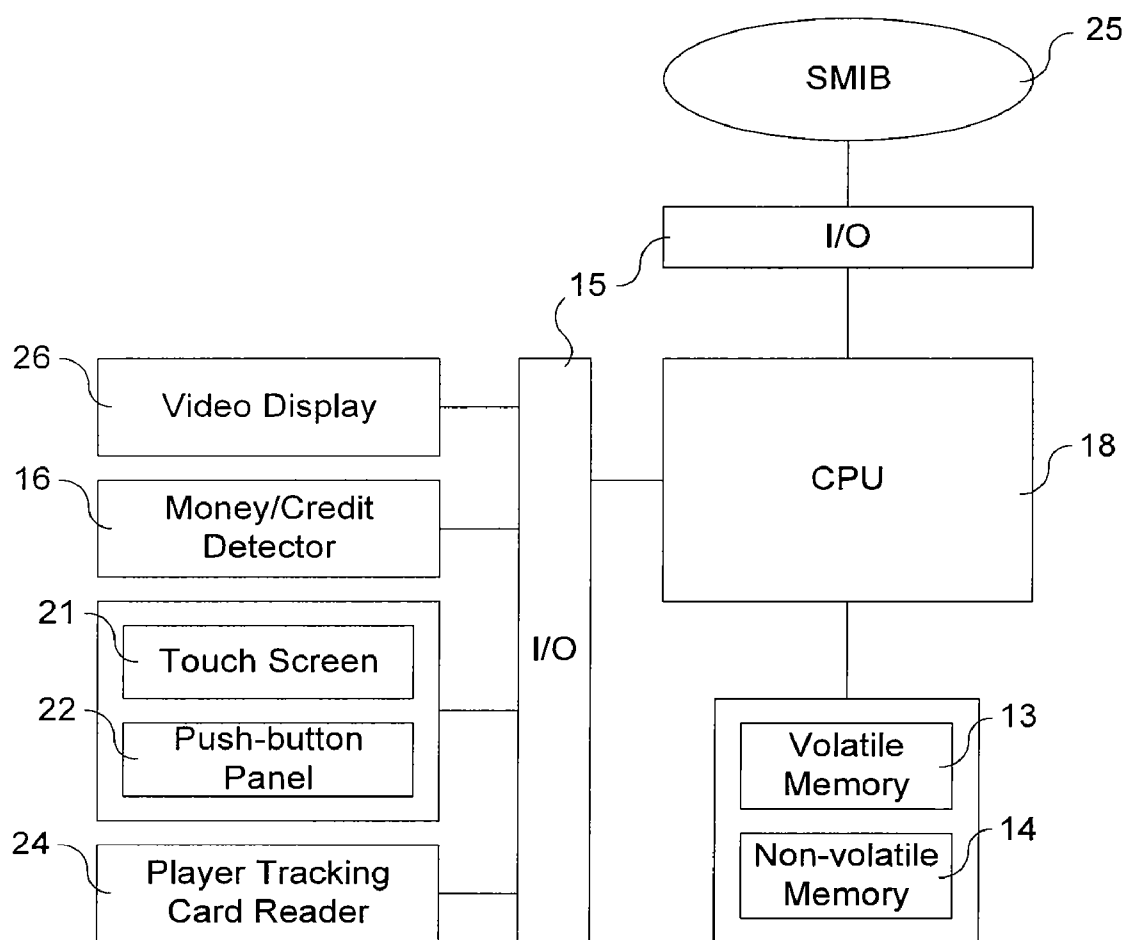 25
SMIB
I/O
15
26
Video Display
18
CPU
16
Money/Credit
Detector
21
Touch Screen
I/O
22
Push-button
Panel
13
Volatile
Memory
24
Player Tracking
Card Reader
14
Non-volatile
Memory